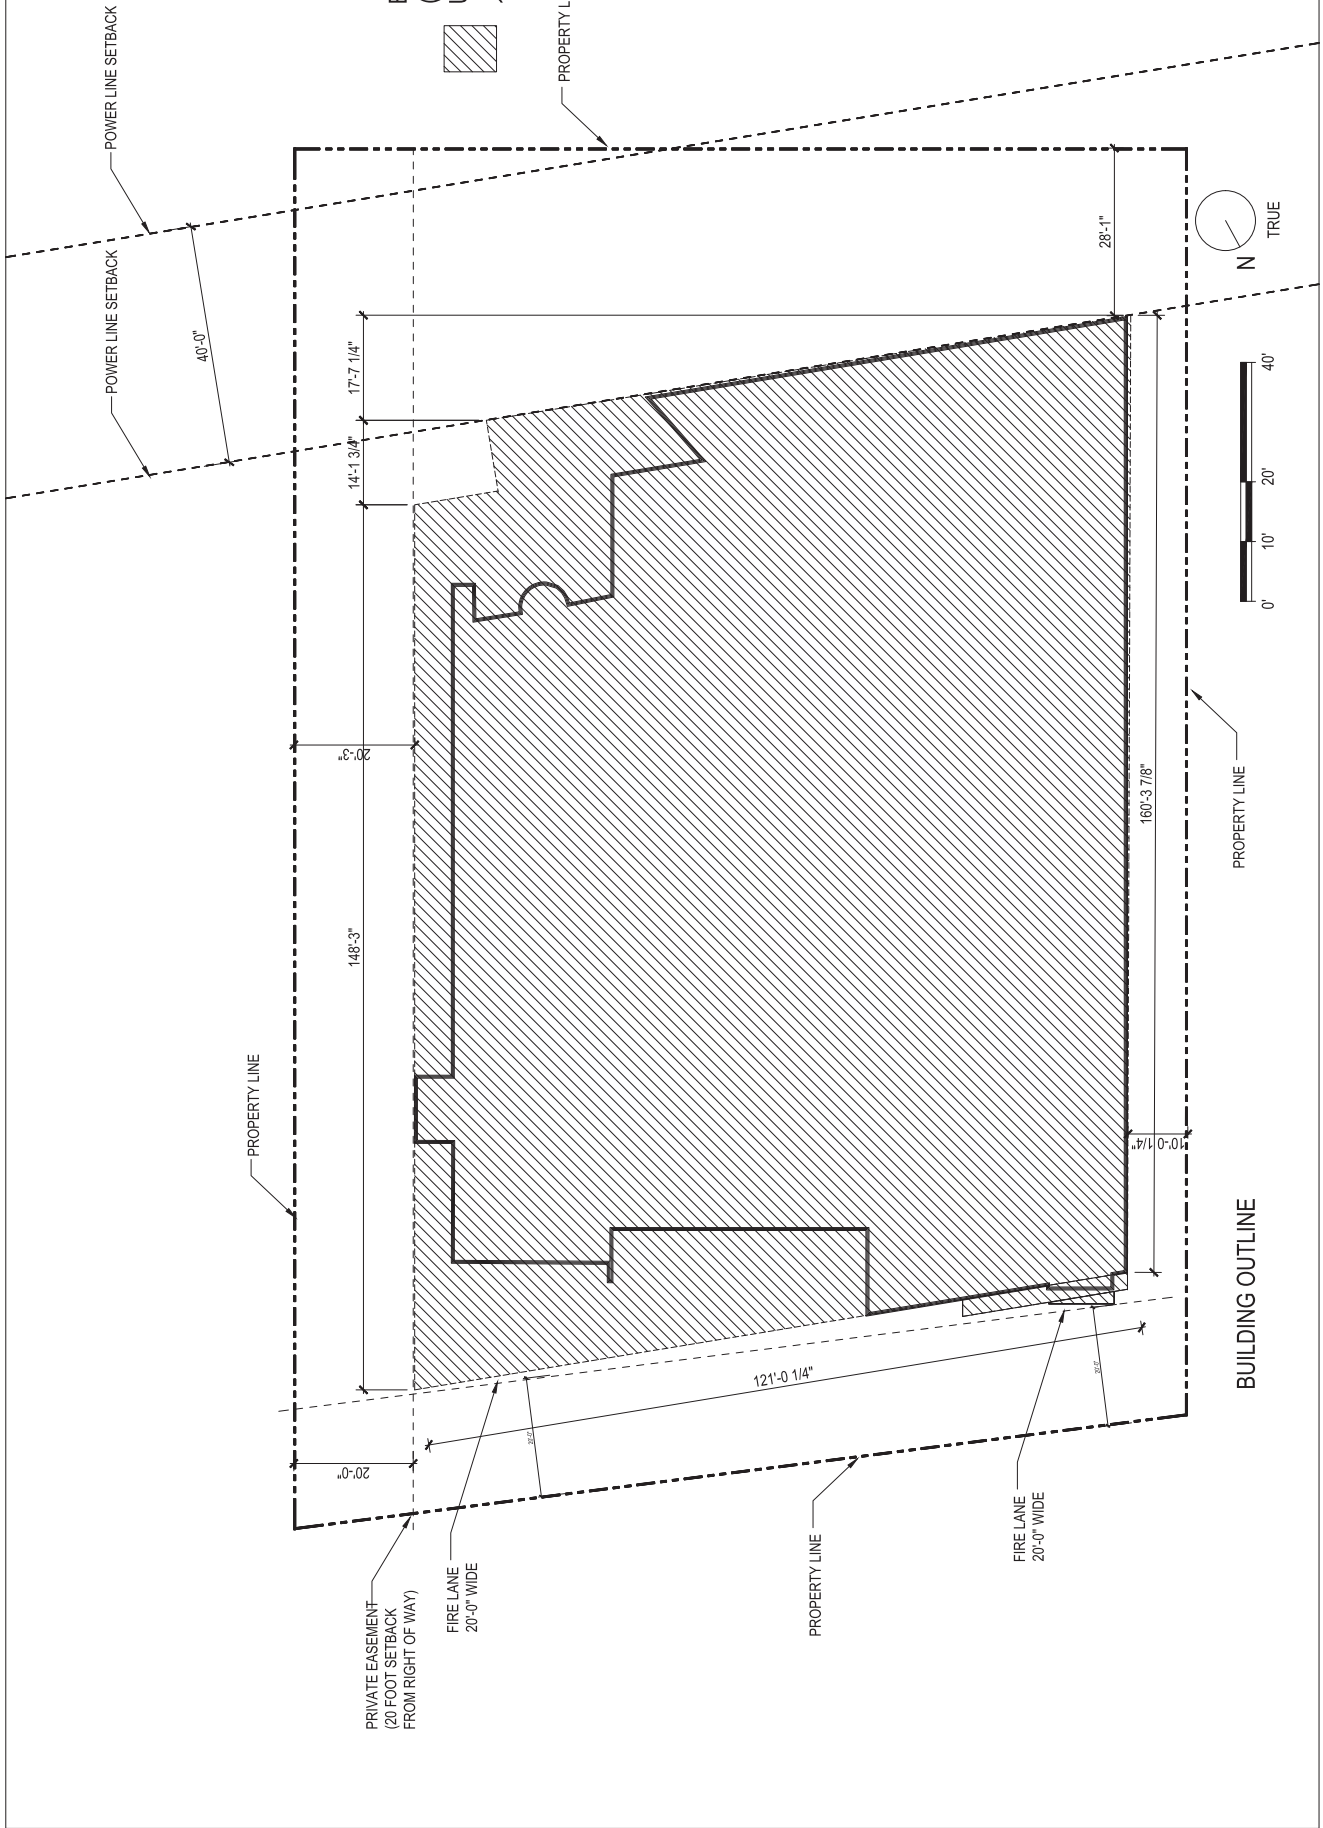 POWER LINE SETBACK
POWER LINE SETBACK
40'-0"
PROPERTY L
17'-7 1/4"
14'-1 3/4"
28'-1"
N
TRUE
0'
10'
20'
40'
20'-3"
148'-3"
160'-3 7/8"
10'-0 1/4"
PROPERTY LINE
PROPERTY LINE
121'-0 1/4"
20'-0"
PRIVATE EASEMENT
(20 FOOT SETBACK
FROM RIGHT OF WAY)
FIRE LANE
20'-0" WIDE
PROPERTY LINE
FIRE LANE
20'-0" WIDE
BUILDING OUTLINE